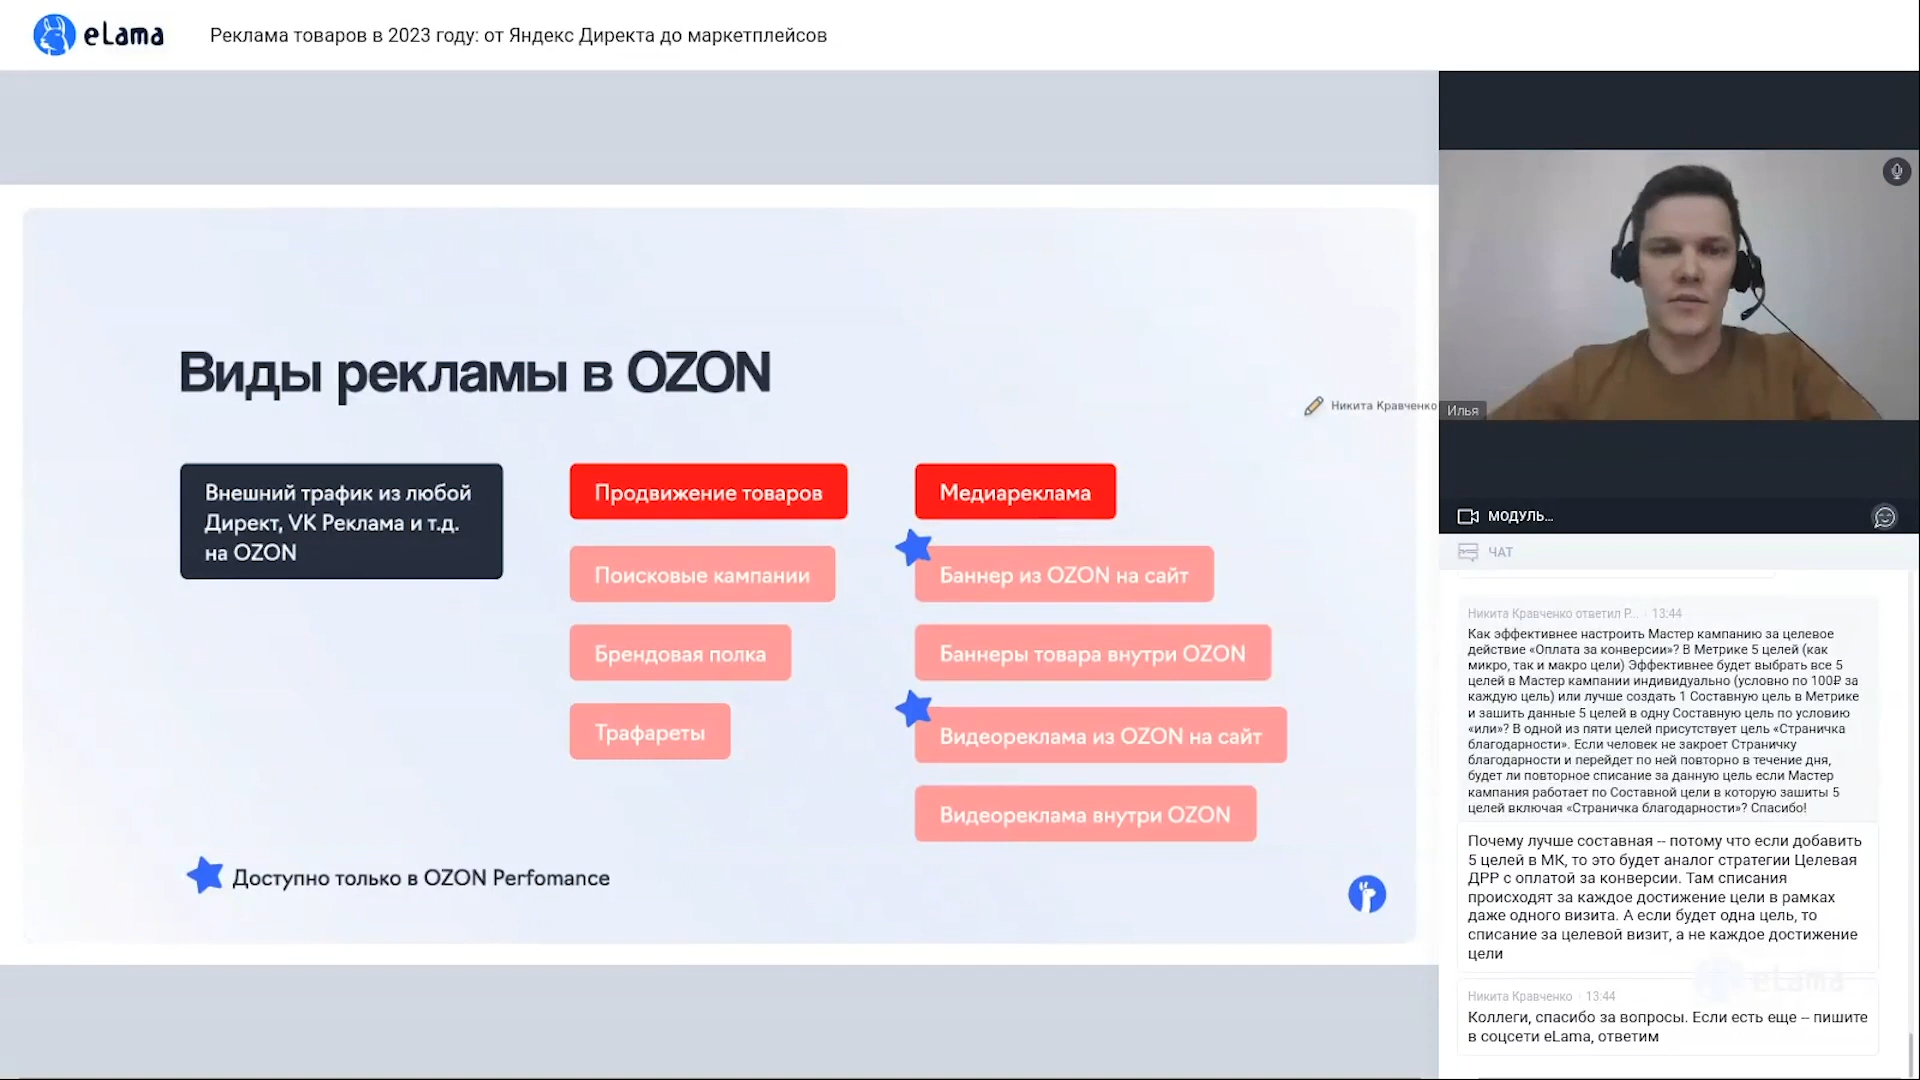 eLama
Реклама товаров в 2023 году: от Яндекс Директа до маркетплейсов
Виды рекламы в OZON
Никита Кравченко
Внешний трафик из любой
Директ, VK Реклама и т.д.
на OZON
Продвижение товаров
Поисковые кампании
Брендовая полка
Трафареты
Медиареклама
Баннер из OZON на сайт
Баннеры товара внутри OZON
Видеореклама из OZON на сайт
Видеореклама внутри OZON
Доступно только в OZON Perfomance
Илья
МОДУЛЬ...
ЧАТ
Никита Кравченко ответил Р... · 13:44
Как эффективнее настроить Мастер кампанию за целевое
действие «Оплата за конверсии»? В Метрике 5 целей (как
микро, так и макро цели) Эффективнее будет выбрать все 5
целей в Мастер кампании индивидуально (условно по 100₽ за
каждую цель) или лучше создать 1 Составную цель в Метрике
и зашить данные 5 целей в одну Составную цель по условию
«или»? В одной из пяти целей присутствует цель «Страничка
благодарности». Если человек не закроет Страничку
благодарности и перейдет по ней повторно в течение дня,
будет ли повторное списание за данную цель если Мастер
кампания работает по Составной цели в которую зашиты 5
целей включая «Страничка благодарности»? Спасибо!
Почему лучше составная -- потому что если добавить
5 целей в МК, то это будет аналог стратегии Целевая
ДРР с оплатой за конверсии. Там списания
происходят за каждое достижение цели в рамках
даже одного визита. А если будет одна цель, то
списание за целевой визит, а не каждое достижение
цели
eLama
Никита Кравченко · 13:44
Коллеги, спасибо за вопросы. Если есть еще -- пишите
в соцсети eLama, ответим